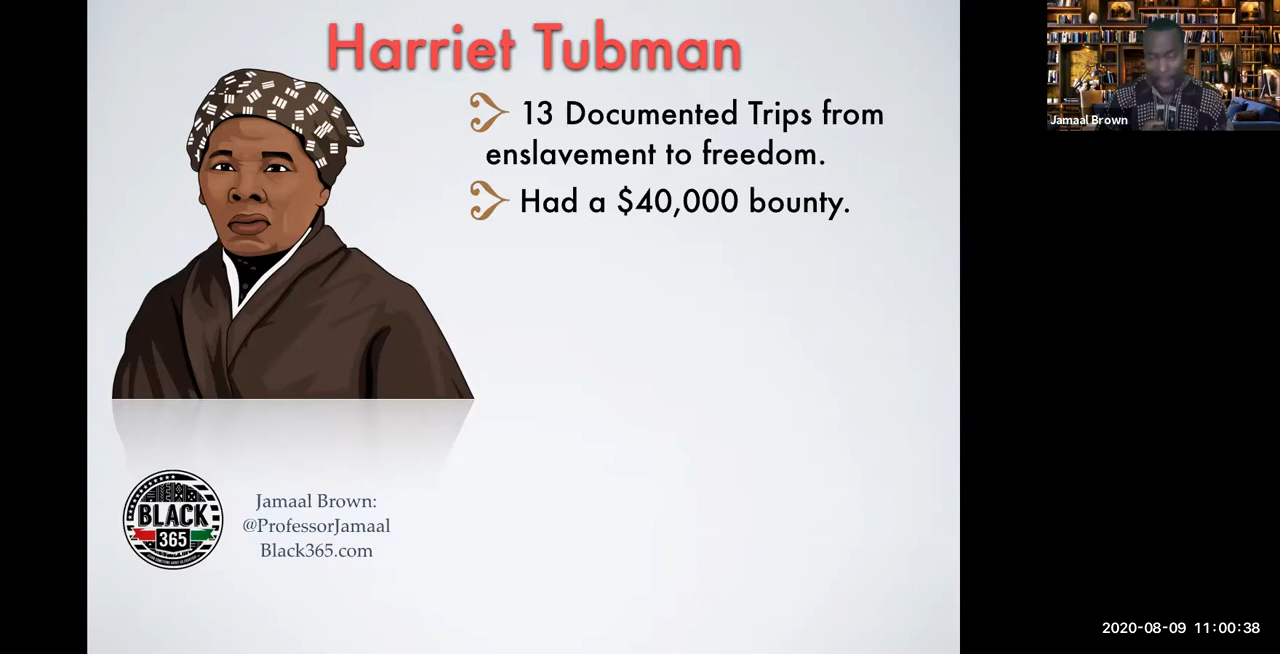 Harriet Tubman
13 Documented Trips from
enslavement to freedom.
Had a $40,000 bounty.
BLACK
365
Jamaal Brown:
@ProfessorJamaal
Black365.com
Jamaal Brown
2020-08-09 11:00:38